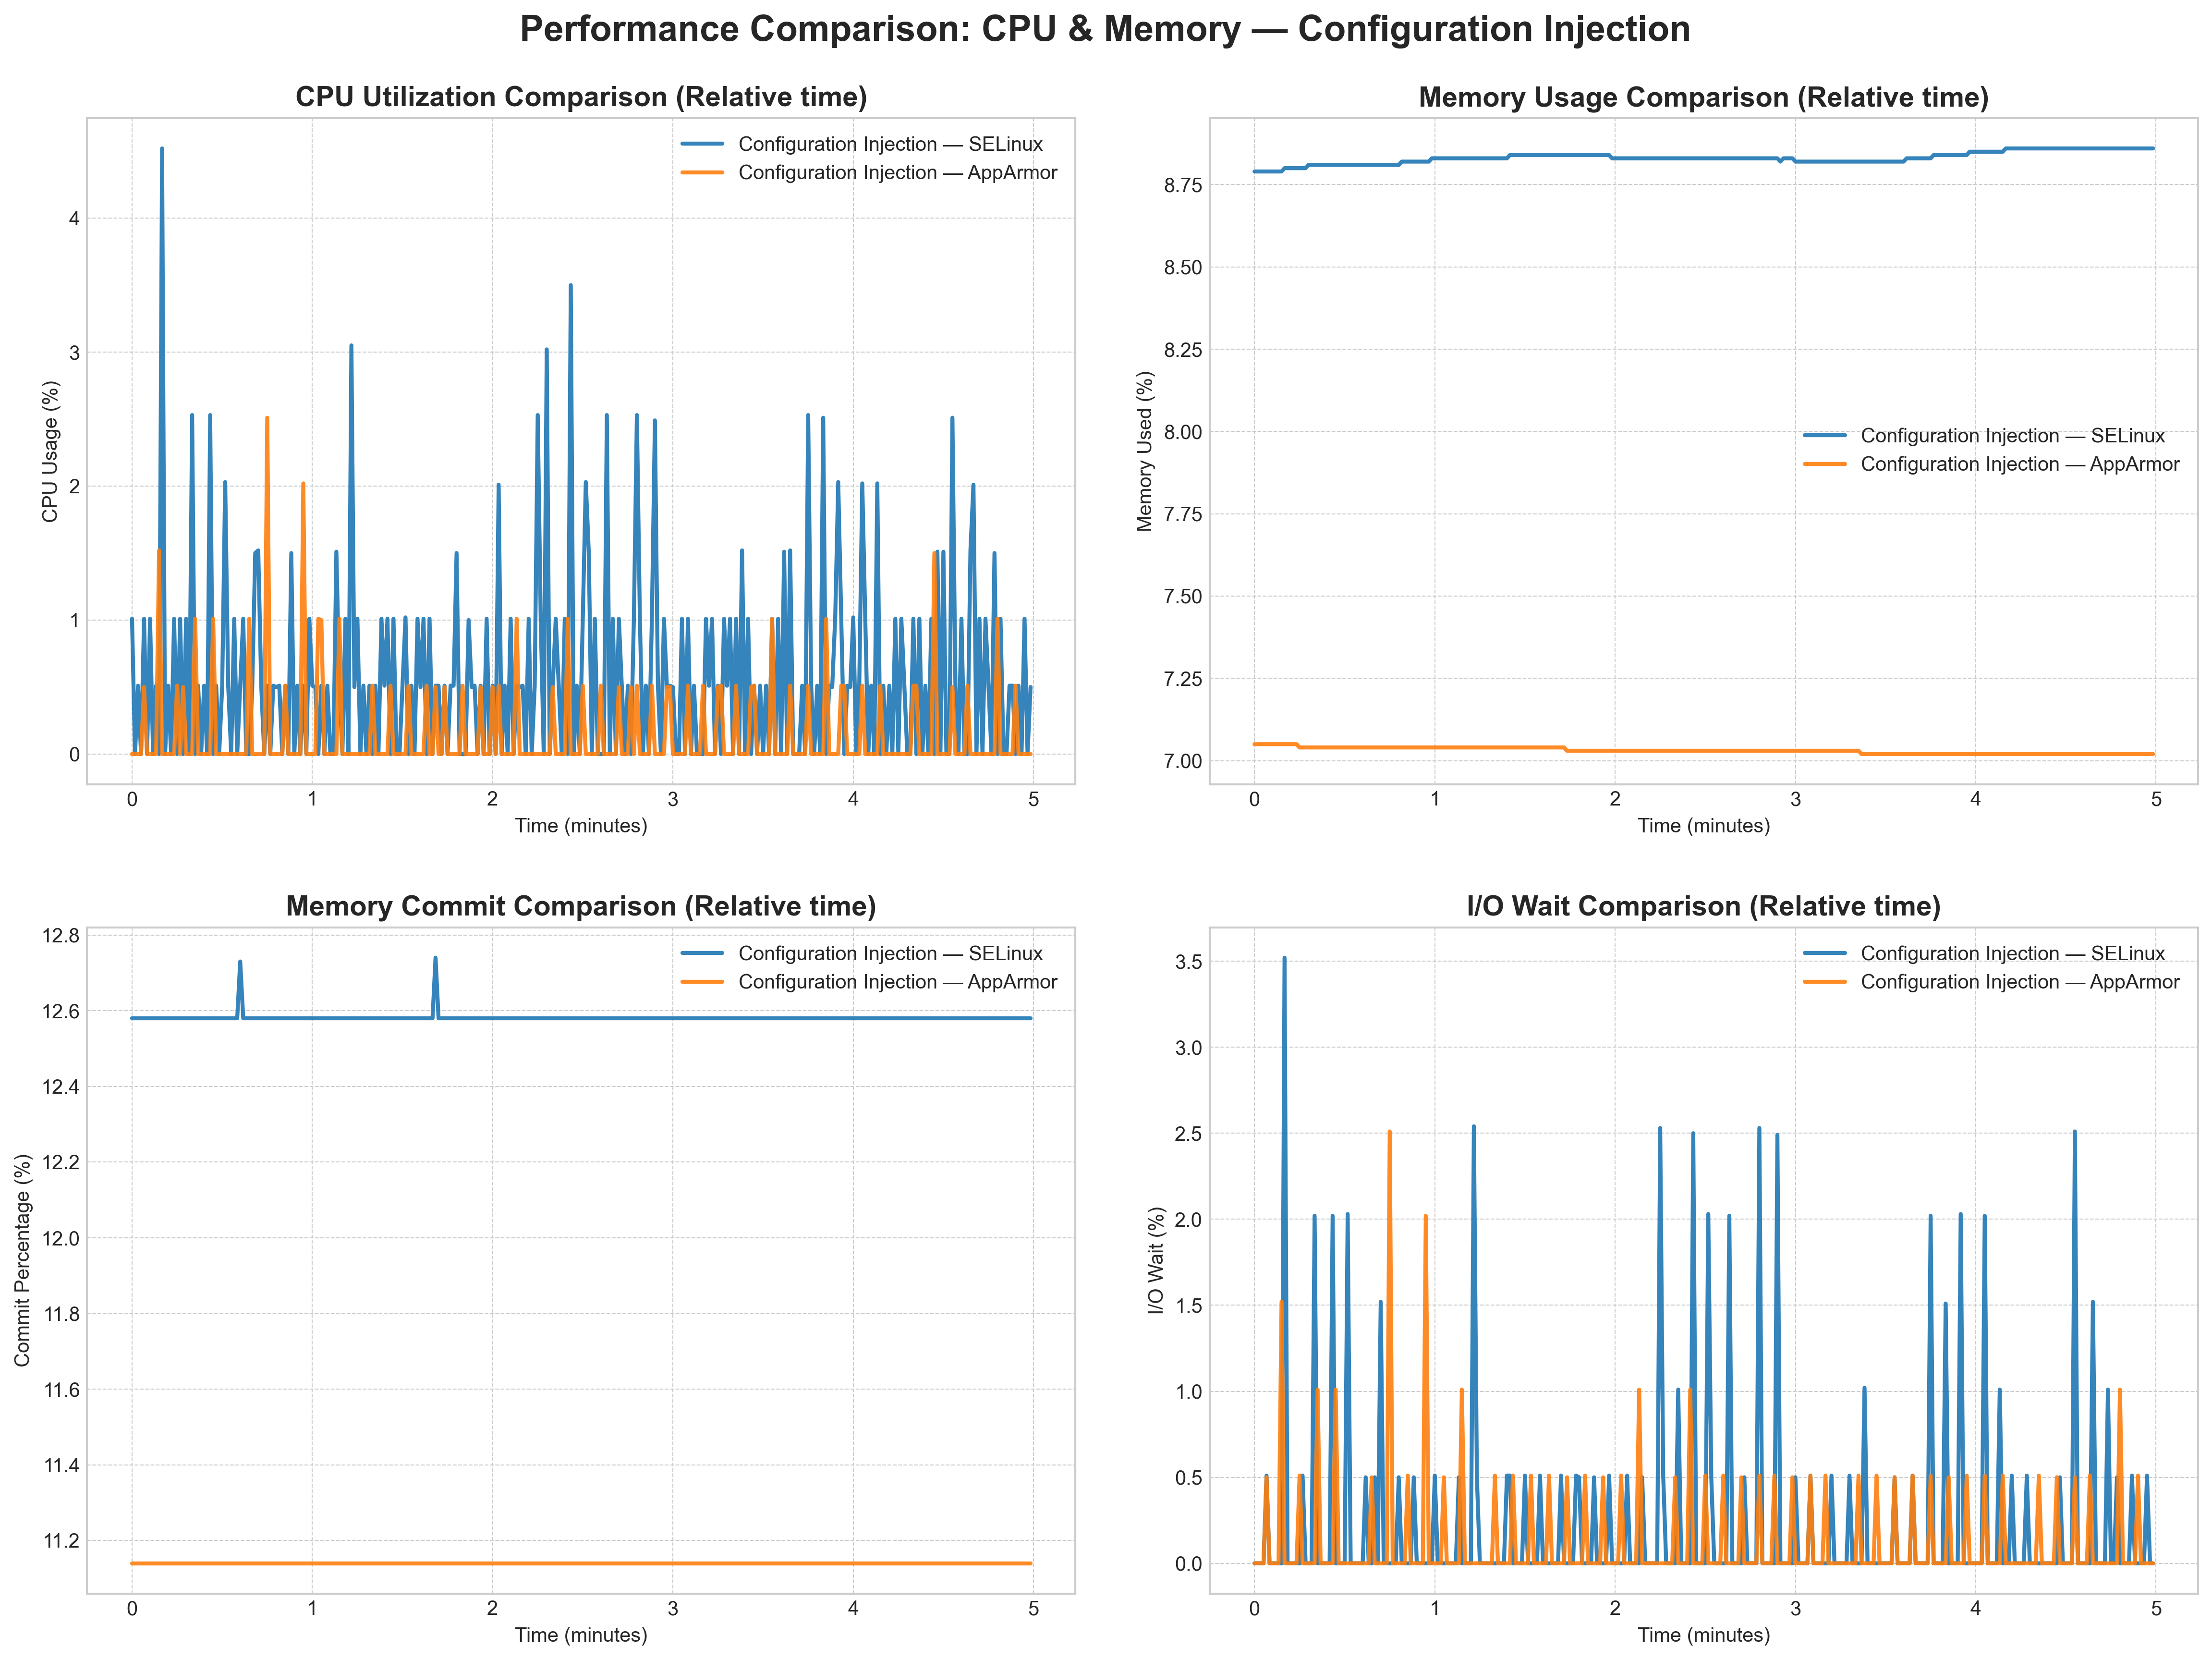 Performance Comparison: CPU & Memory — Configuration Injection
CPU Utilization Comparison (Relative time)
Configuration Injection — SELinux
Configuration Injection — AppArmor
CPU Usage (%)
4
3
2
1
0
0 1 2 3 4 5
Time (minutes)
Memory Usage Comparison (Relative time)
Configuration Injection — SELinux
Configuration Injection — AppArmor
Memory Used (%)
8.75
8.50
8.25
8.00
7.75
7.50
7.25
7.00
0 1 2 3 4 5
Time (minutes)
Memory Commit Comparison (Relative time)
Configuration Injection — SELinux
Configuration Injection — AppArmor
Commit Percentage (%)
12.8
12.6
12.4
12.2
12.0
11.8
11.6
11.4
11.2
0 1 2 3 4 5
Time (minutes)
I/O Wait Comparison (Relative time)
Configuration Injection — SELinux
Configuration Injection — AppArmor
I/O Wait (%)
3.5
3.0
2.5
2.0
1.5
1.0
0.5
0.0
0 1 2 3 4 5
Time (minutes)